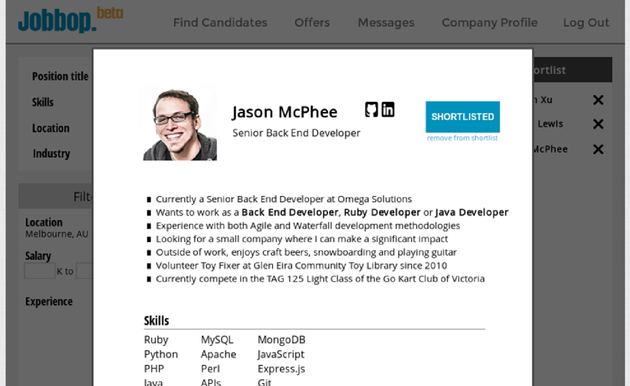 Jobbop.beta
Find Candidates Offers Messages Company Profile Log Out
Position title
Skills
Location
Industry
Filte
Location
Melbourne, AU
Salary
K to
Experience
ortlist
n Xu
Lewis
McPhee
Jason McPhee
Senior Back End Developer
in
SHORTLISTED
remove from shortlist
Currently a Senior Back End Developer at Omega Solutions
Wants to work as a Back End Developer, Ruby Developer or Java Developer
Experience with both Agile and Waterfall development methodologies
Looking for a small company where I can make a significant impact
Outside of work, enjoys craft beers, snowboarding and playing guitar
Volunteer Toy Fixer at Glen Eira Community Toy Library since 2010
Currently compete in the TAG 125 Light Class of the Go Kart Club of Victoria
Skills
Ruby MySQL MongoDB
Python Apache JavaScript
PHP Perl Express.js
Java APIs Git